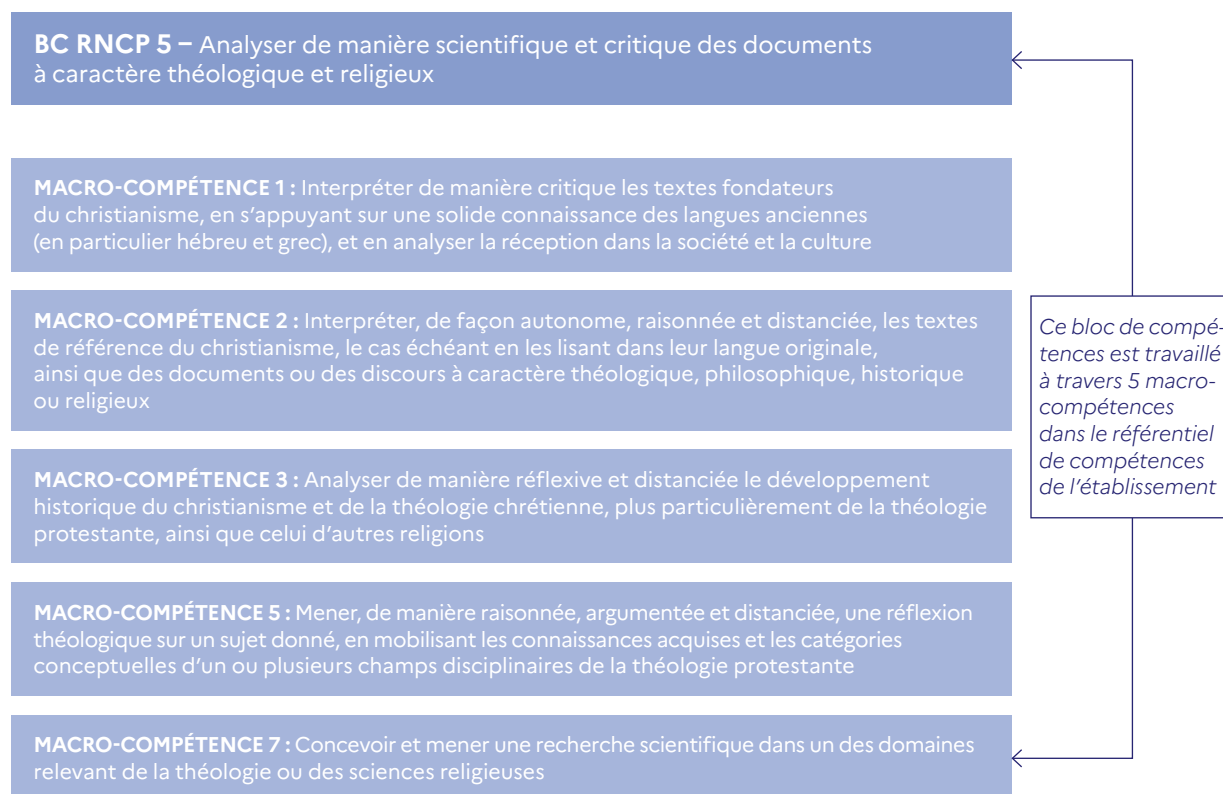 BC RNCP 5 – Analyser de manière scientifique et critique des documents
à caractère théologique et religieux
MACRO-COMPÉTENCE 1 : Interpréter de manière critique les textes fondateurs
du christianisme, en s’appuyant sur une solide connaissance des langues anciennes
(en particulier hébreu et grec), et en analyser la réception dans la société et la culture
MACRO-COMPÉTENCE 2 : Interpréter, de façon autonome, raisonnée et distanciée, les textes
de référence du christianisme, le cas échéant en les lisant dans leur langue originale,
ainsi que des documents ou des discours à caractère théologique, philosophique, historique
ou religieux
MACRO-COMPÉTENCE 3 : Analyser de manière réflexive et distanciée le développement
historique du christianisme et de la théologie chrétienne, plus particulièrement de la théologie
protestante, ainsi que celui d’autres religions
MACRO-COMPÉTENCE 5 : Mener, de manière raisonnée, argumentée et distanciée, une réflexion
théologique sur un sujet donné, en mobilisant les connaissances acquises et les catégories
conceptuelles d’un ou plusieurs champs disciplinaires de la théologie protestante
MACRO-COMPÉTENCE 7 : Concevoir et mener une recherche scientifique dans un des domaines
relevant de la théologie ou des sciences religieuses
Ce bloc de compé-
tences est travaillé
à travers 5 macro-
compétences
dans le référentiel
de compétences
de l’établissement